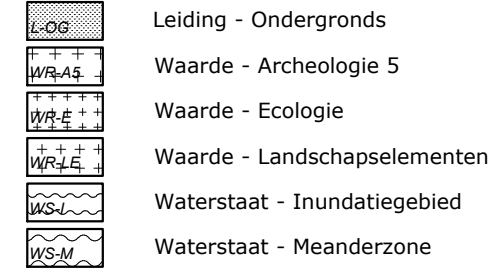 L-OG Leiding - Ondergronds
WR-A5 Waarde - Archeologie 5
WR-E Waarde - Ecologie
WR-LE Waarde - Landschapselementen
WS-I Waterstaat - Inundatiegebied
WS-M Waterstaat - Meanderzone